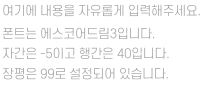 여기에 내용을 자유롭게 입력해주세요.
폰트는 에스코어드림3입니다.
자간은 -5이고 행간은 40입니다.
장평은 99로 설정되어 있습니다.